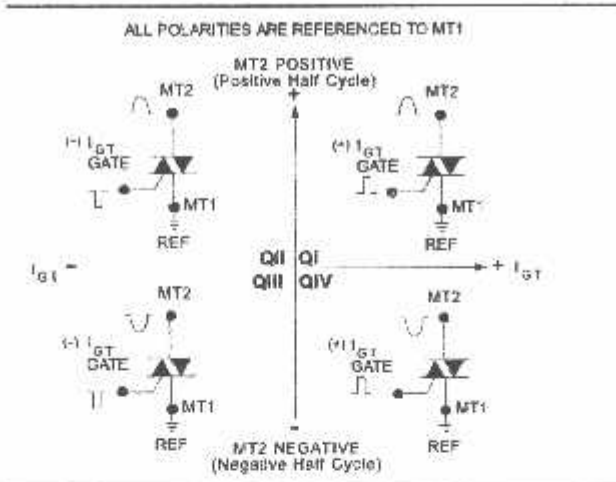 ALL POLARITIES ARE REFERENCED TO MT1
MT2 POSITIVE
(Positive Half Cycle)
+
MT2
(-) IGT
GATE
MT1
REF
MT2
(+) IGT
GATE
MT1
REF
IGT -
QII QI
QIII QIV
+ IGT
MT2
(-) IGT
GATE
MT1
REF
MT2
(+) IGT
GATE
MT1
REF
-
MT2 NEGATIVE
(Negative Half Cycle)